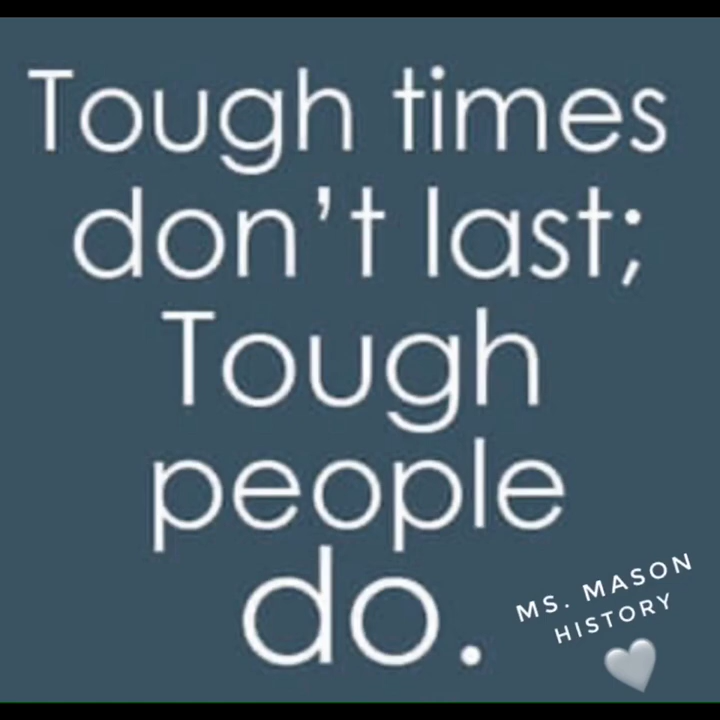 Tough times
don’t last;
Tough
people
do.
MS. MASON
HISTORY